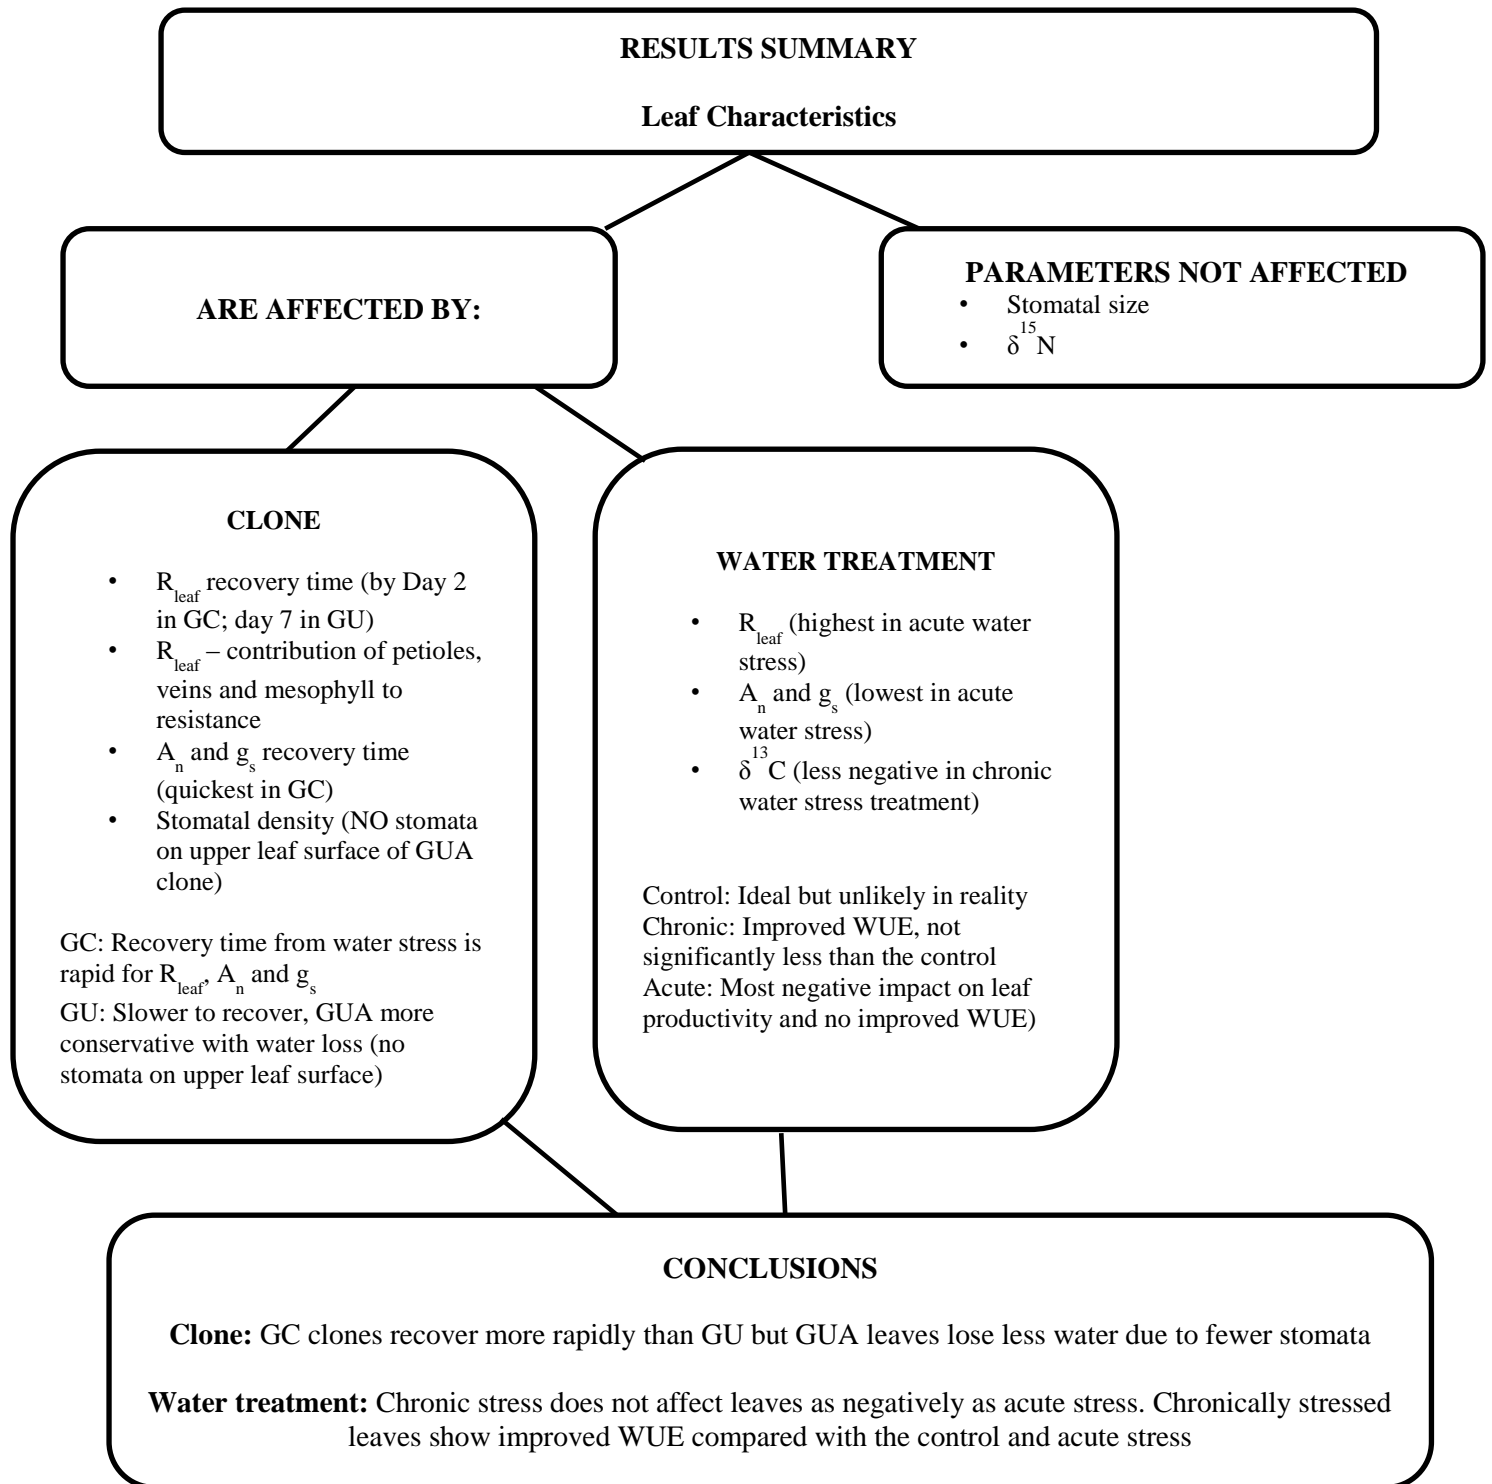 RESULTS SUMMARY
Leaf Characteristics
ARE AFFECTED BY:
PARAMETERS NOT AFFECTED
• Stomatal size
• δ15N
CLONE
• Rleaf recovery time (by Day 2
in GC; day 7 in GU)
• Rleaf – contribution of petioles,
veins and mesophyll to
resistance
• An and gs recovery time
(quickest in GC)
• Stomatal density (NO stomata
on upper leaf surface of GUA
clone)
GC: Recovery time from water stress is
rapid for Rleaf, An and gs
GU: Slower to recover, GUA more
conservative with water loss (no
stomata on upper leaf surface)
WATER TREATMENT
• Rleaf (highest in acute water
stress)
• An and gs (lowest in acute
water stress)
• δ13C (less negative in chronic
water stress treatment)
Control: Ideal but unlikely in reality
Chronic: Improved WUE, not
significantly less than the control
Acute: Most negative impact on leaf
productivity and no improved WUE)
CONCLUSIONS
Clone: GC clones recover more rapidly than GU but GUA leaves lose less water due to fewer stomata
Water treatment: Chronic stress does not affect leaves as negatively as acute stress. Chronically stressed
leaves show improved WUE compared with the control and acute stress